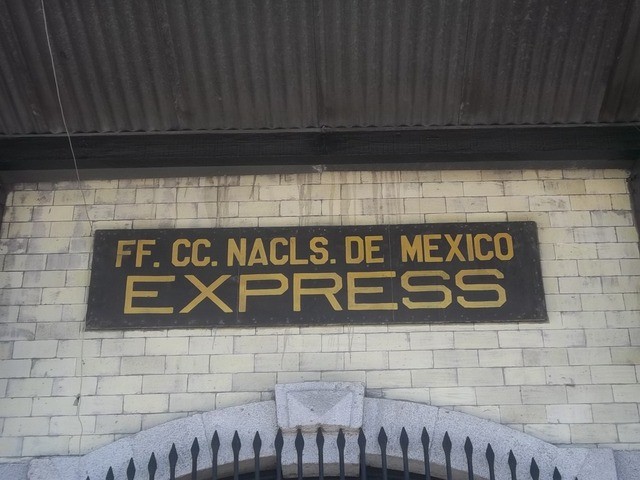 FF. CC. NACLS. DE MEXICO
EXPRESS